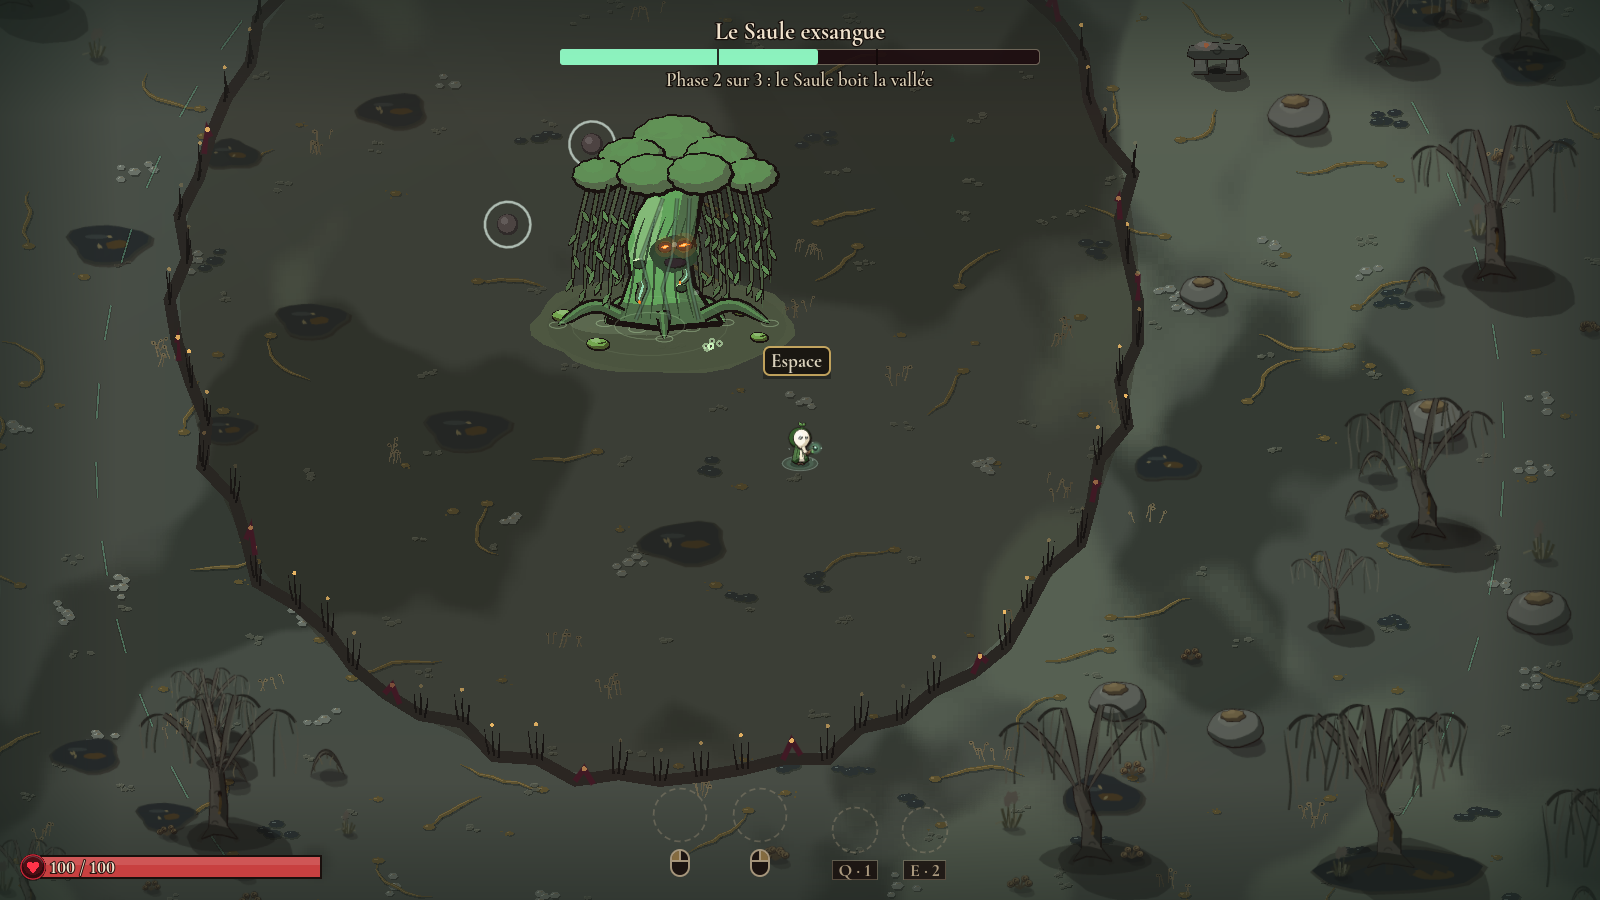 Le Saule exsangue
Phase 2 sur 3 : le Saule boit la vallée
Espace
100 / 100
Q · 1
E · 2